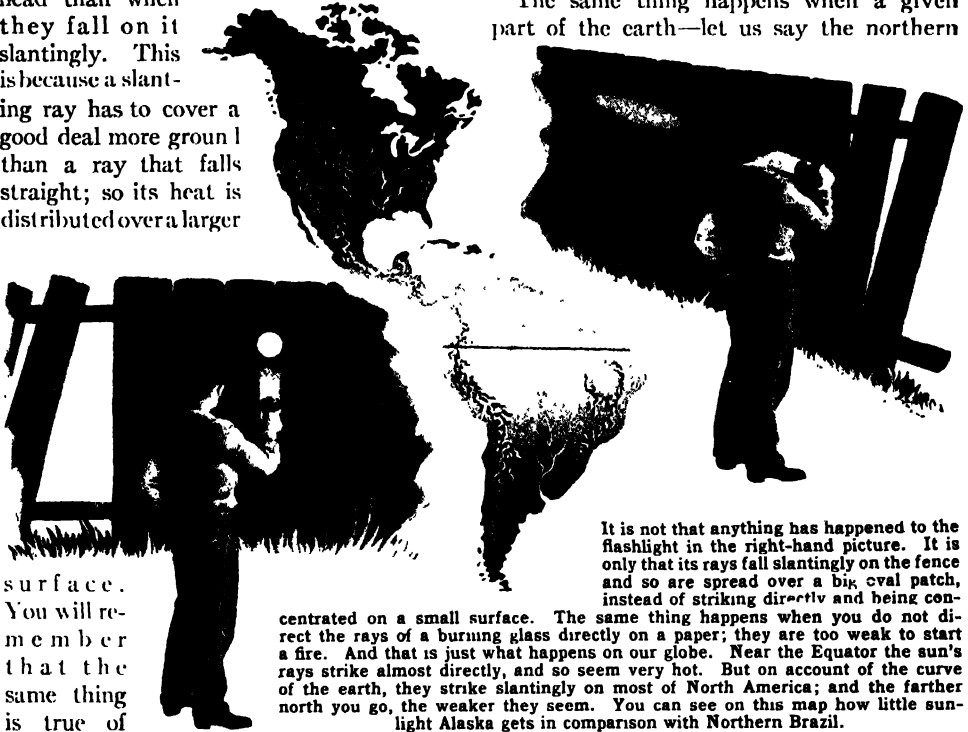 head than when
they fall on it
slantingly. This
is because a slant-
ing ray has to cover a
good deal more groun l
than a ray that falls
straight; so its heat is
distributed over a larger
surface.
You will re-
member
that the
same thing
is true of
The same thing happens when a given
part of the earth—let us say the northern
It is not that anything has happened to the
flashlight in the right-hand picture. It is
only that its rays fall slantingly on the fence
and so are spread over a big oval patch,
instead of striking directly and being con-
centrated on a small surface. The same thing happens when you do not di-
rect the rays of a burning glass directly on a paper; they are too weak to start
a fire. And that is just what happens on our globe. Near the Equator the sun's
rays strike almost directly, and so seem very hot. But on account of the curve
of the earth, they strike slantingly on most of North America; and the farther
north you go, the weaker they seem. You can see on this map how little sun-
light Alaska gets in comparison with Northern Brazil.